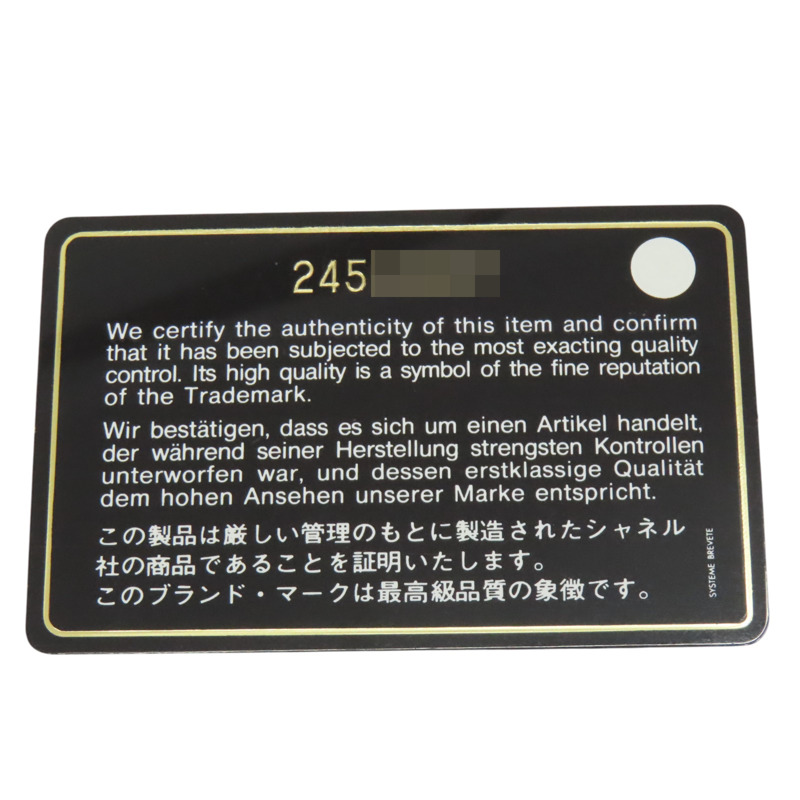 245
We certify the authenticity of this item and confirm
that it has been subjected to the most exacting quality
control. Its high quality is a symbol of the fine reputation
of the Trademark.
Wir bestätigen, dass es sich um einen Artikel handelt,
der während seiner Herstellung strengsten Kontrollen
unterworfen war, und dessen erstklassige Qualität
dem hohen Ansehen unserer Marke entspricht.
この製品は厳しい管理のもとに製造されたシャネル
社の商品であることを証明いたします。
このブランド・マークは最高級品質の象徴です。
SYSTEME BREVETE